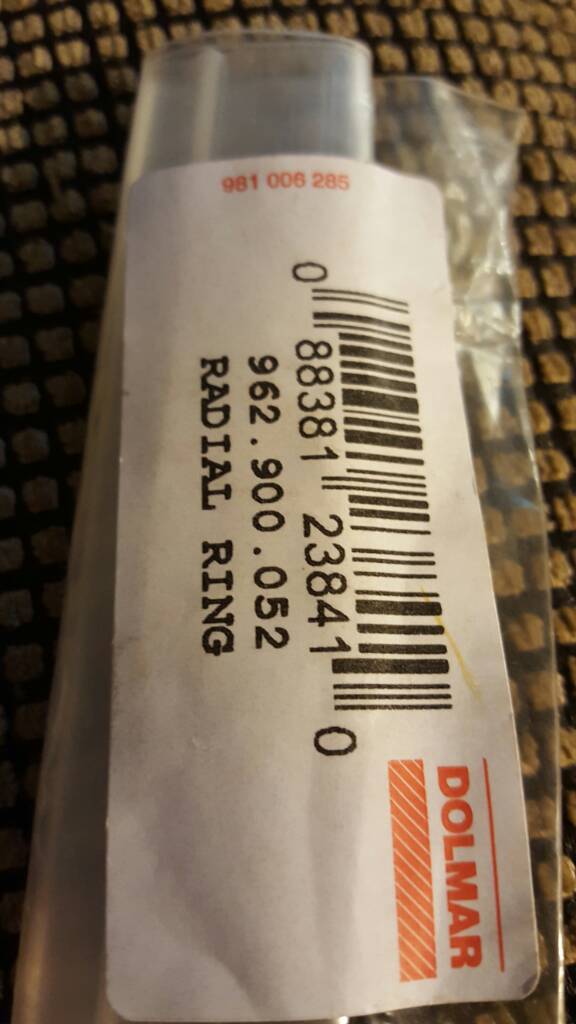 981 006 285
0 88381 23841 0
962.900.052
RADIAL RING
DOLMAR